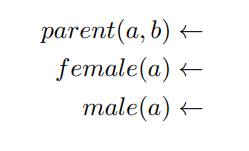 parent(a, b) ←
female(a) ←
male(a) ←